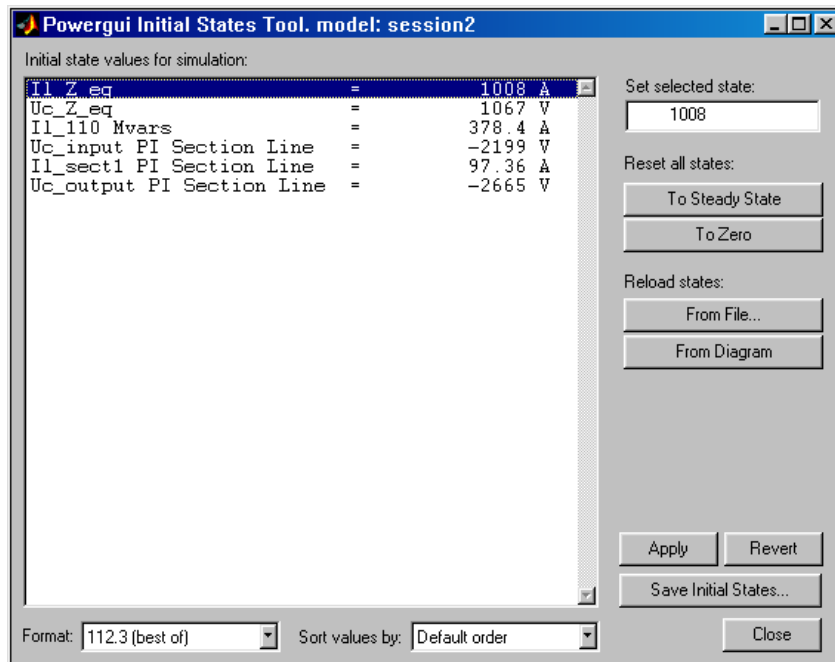 Powergui Initial States Tool. model: session2
Initial state values for simulation:
Il_Z_eq = 1008 A
Uc_Z_eq = 1067 V
Il_110 Mvars = 378.4 A
Uc_input PI Section Line = -2199 V
Il_sect1 PI Section Line = 97.36 A
Uc_output PI Section Line = -2665 V
Set selected state:
1008
Reset all states:
To Steady State
To Zero
Reload states:
From File...
From Diagram
Apply Revert
Save Initial States...
Format: 112.3 (best of) Sort values by: Default order Close